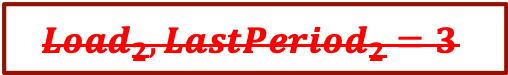 Load₂, LastPeriod₂ − 3